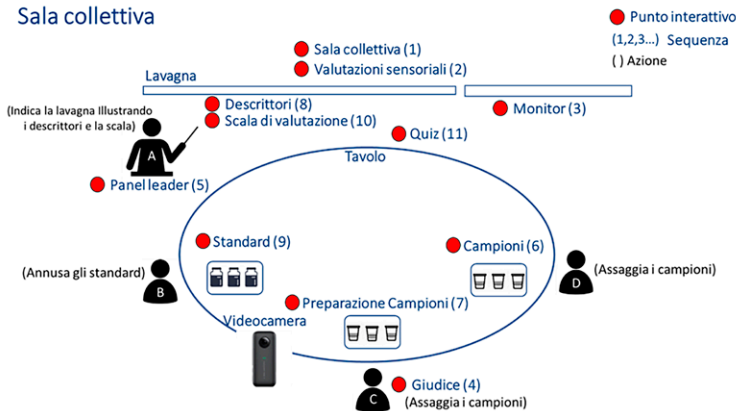 Sala collettiva
Punto interattivo
(1,2,3...) Sequenza
( ) Azione
Sala collettiva (1)
Valutazioni sensoriali (2)
Lavagna
Descrittori (8)
Monitor (3)
(Indica la lavagna Illustrando
i descrittori e la scala)
Scala di valutazione (10)
Quiz (11)
A
Tavolo
Panel leader (5)
Standard (9)
Campioni (6)
(Annusa gli standard)
B
(Assaggia i campioni)
D
Preparazione Campioni (7)
Videocamera
Giudice (4)
C
(Assaggia i campioni)